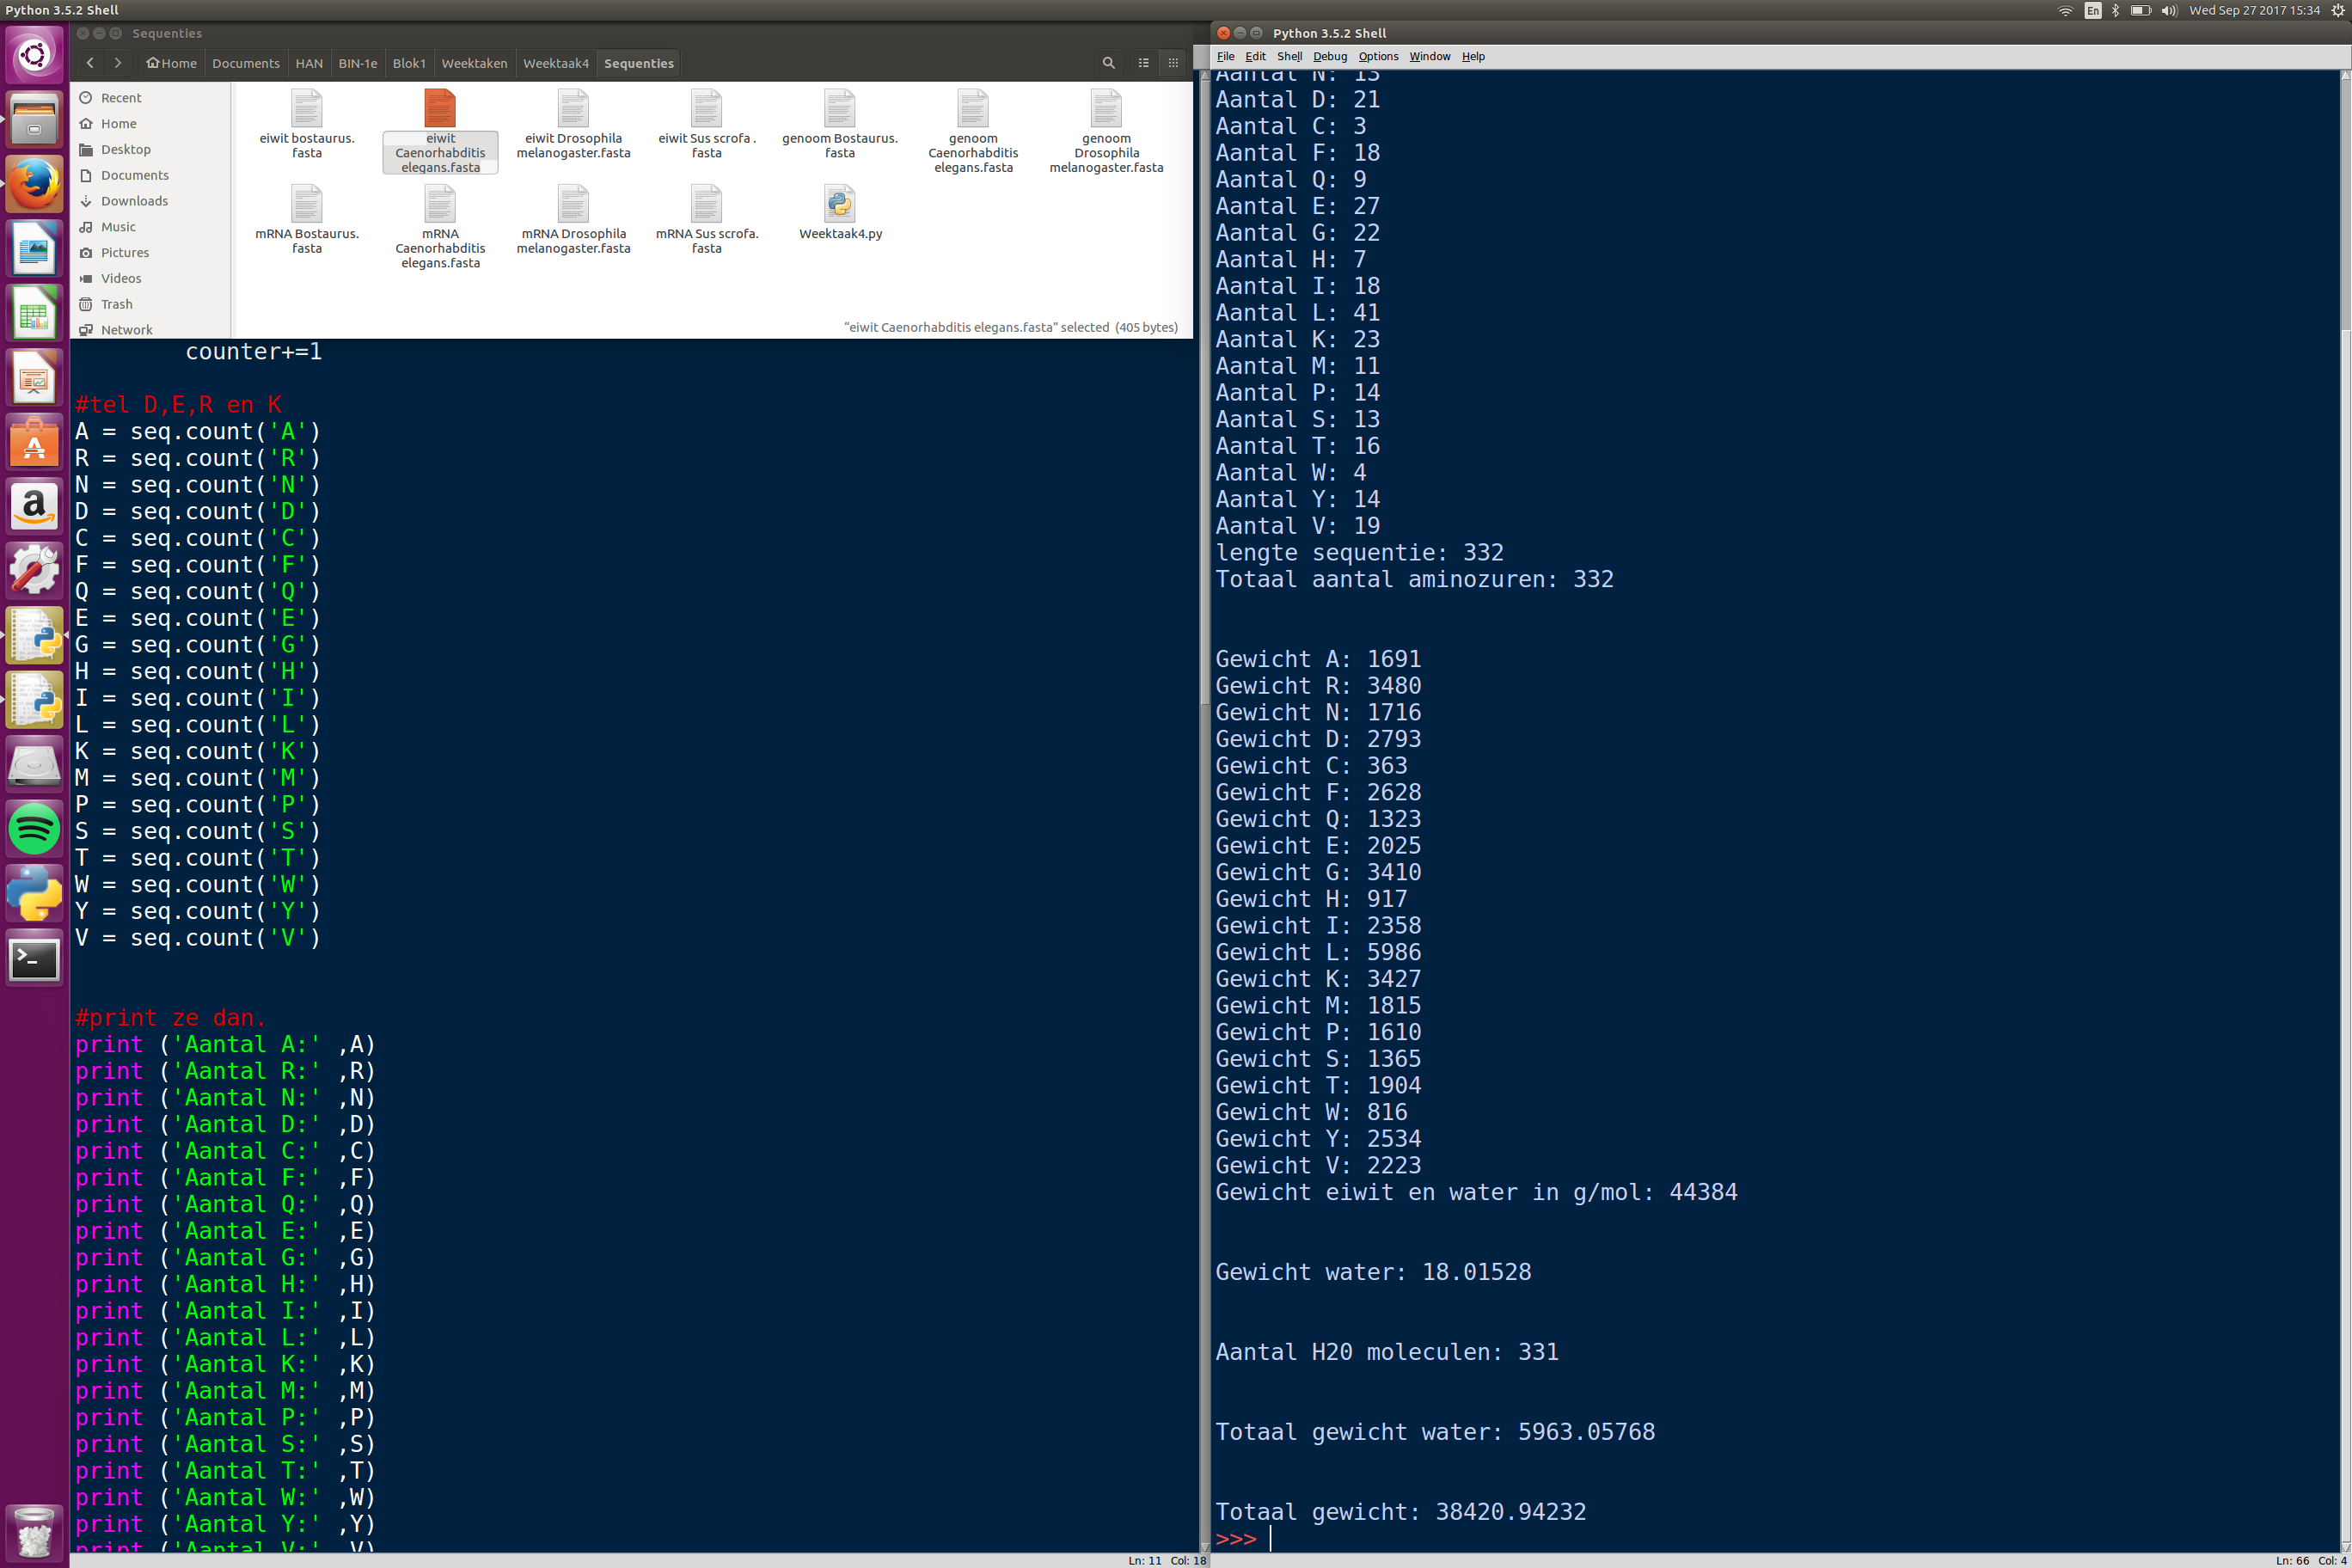 Python 3.5.2 Shell
En
Wed Sep 27 2017 15:34
Sequenties
Home Documents HAN BIN-1e Blok1 Weektaken Weektaak4 Sequenties
Recent
Home
Desktop
Documents
Downloads
Music
Pictures
Videos
Trash
Network
eiwit bostaurus.
fasta
eiwit
Caenorhabditis
elegans.fasta
eiwit Drosophila
melanogaster.fasta
eiwit Sus scrofa .
fasta
genoom Bostaurus.
fasta
genoom
Caenorhabditis
elegans.fasta
genoom
Drosophila
melanogaster.fasta
mRNA Bostaurus.
fasta
mRNA
Caenorhabditis
elegans.fasta
mRNA Drosophila
melanogaster.fasta
mRNA Sus scrofa.
fasta
Weektaak4.py
"eiwit Caenorhabditis elegans.fasta" selected (405 bytes)
counter+=1
#tel D,E,R en K
A = seq.count('A')
R = seq.count('R')
N = seq.count('N')
D = seq.count('D')
C = seq.count('C')
F = seq.count('F')
Q = seq.count('Q')
E = seq.count('E')
G = seq.count('G')
H = seq.count('H')
I = seq.count('I')
L = seq.count('L')
K = seq.count('K')
M = seq.count('M')
P = seq.count('P')
S = seq.count('S')
T = seq.count('T')
W = seq.count('W')
Y = seq.count('Y')
V = seq.count('V')
#print ze dan.
print ('Aantal A:' ,A)
print ('Aantal R:' ,R)
print ('Aantal N:' ,N)
print ('Aantal D:' ,D)
print ('Aantal C:' ,C)
print ('Aantal F:' ,F)
print ('Aantal Q:' ,Q)
print ('Aantal E:' ,E)
print ('Aantal G:' ,G)
print ('Aantal H:' ,H)
print ('Aantal I:' ,I)
print ('Aantal L:' ,L)
print ('Aantal K:' ,K)
print ('Aantal M:' ,M)
print ('Aantal P:' ,P)
print ('Aantal S:' ,S)
print ('Aantal T:' ,T)
print ('Aantal W:' ,W)
print ('Aantal Y:' ,Y)
print ('Aantal V:' ,V)
Ln: 11 Col: 18
Python 3.5.2 Shell
File Edit Shell Debug Options Window Help
Aantal N: 13
Aantal D: 21
Aantal C: 3
Aantal F: 18
Aantal Q: 9
Aantal E: 27
Aantal G: 22
Aantal H: 7
Aantal I: 18
Aantal L: 41
Aantal K: 23
Aantal M: 11
Aantal P: 14
Aantal S: 13
Aantal T: 16
Aantal W: 4
Aantal Y: 14
Aantal V: 19
lengte sequentie: 332
Totaal aantal aminozuren: 332
Gewicht A: 1691
Gewicht R: 3480
Gewicht N: 1716
Gewicht D: 2793
Gewicht C: 363
Gewicht F: 2628
Gewicht Q: 1323
Gewicht E: 2025
Gewicht G: 3410
Gewicht H: 917
Gewicht I: 2358
Gewicht L: 5986
Gewicht K: 3427
Gewicht M: 1815
Gewicht P: 1610
Gewicht S: 1365
Gewicht T: 1904
Gewicht W: 816
Gewicht Y: 2534
Gewicht V: 2223
Gewicht eiwit en water in g/mol: 44384
Gewicht water: 18.01528
Aantal H20 moleculen: 331
Totaal gewicht water: 5963.05768
Totaal gewicht: 38420.94232
>>>
Ln: 66 Col: 4